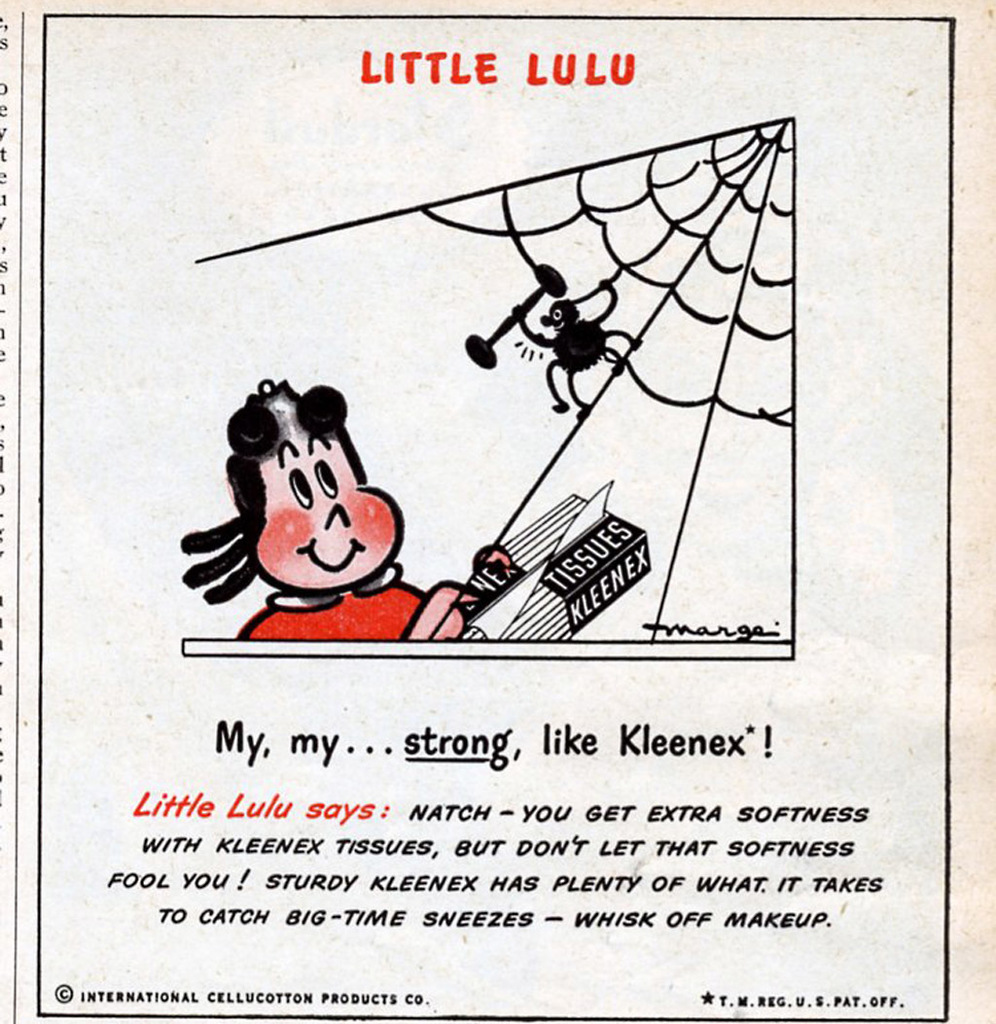 LITTLE LULU
TISSUES
KLEENEX
NEX
marge
My, my... strong, like Kleenex*!
Little Lulu says: NATCH – YOU GET EXTRA SOFTNESS
WITH KLEENEX TISSUES, BUT DON'T LET THAT SOFTNESS
FOOL YOU! STURDY KLEENEX HAS PLENTY OF WHAT IT TAKES
TO CATCH BIG-TIME SNEEZES – WHISK OFF MAKEUP.
© INTERNATIONAL CELLUCOTTON PRODUCTS CO.
★T.M.REG.U.S.PAT.OFF.